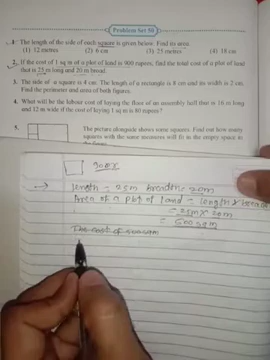 Problem Set 50
1. The length of the side of each square is given below. Find its area.
(1) 12 metres (2) 6 cm (3) 25 metres (4) 18 cm
2. If the cost of 1 sq m of a plot of land is 900 rupees, find the total cost of a plot of land
that is 25 m long and 20 m broad.
3. The side of a square is 4 cm. The length of a rectangle is 8 cm and its width is 2 cm.
Find the perimeter and area of both figures.
4. What will be the labour cost of laying the floor of an assembly hall that is 16 m long
and 12 m wide if the cost of laying 1 sq m is 80 rupees?
5. The picture alongside shows some squares. Find out how many
squares with the same measures will fit in the empty space in
the figure
length = 25m breadth = 20m
Area of a plot of land = length x breadth
= 25m x 20m
= 500 sqm
The cost of